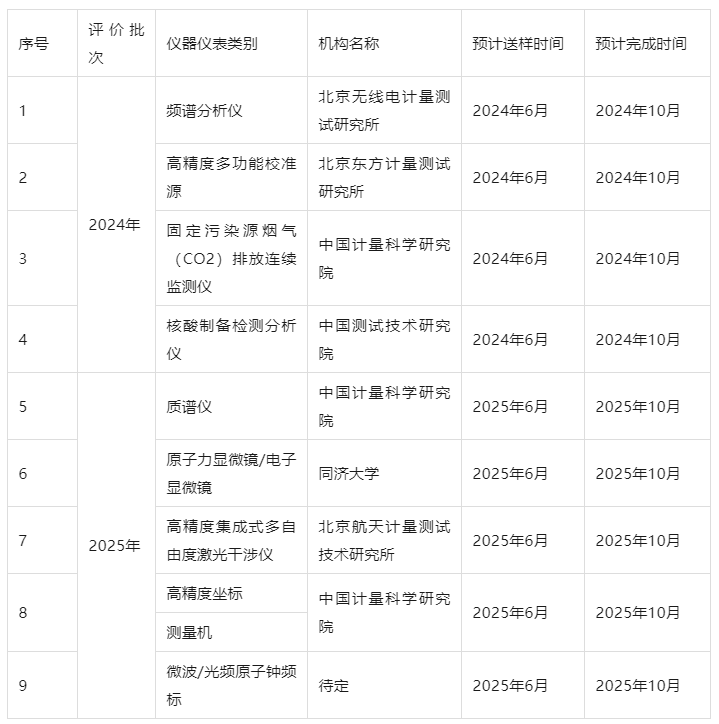 序号
评价批
次
仪器仪表类别
机构名称
预计送样时间
预计完成时间
1
2024年
频谱分析仪
北京无线电计量测
试研究所
2024年6月
2024年10月
2
高精度多功能校准
源
北京东方计量测试
研究所
2024年6月
2024年10月
3
固定污染源烟气
（CO2）排放连续
监测仪
中国计量科学研究
院
2024年6月
2024年10月
4
核酸制备检测分析
仪
中国测试技术研究
院
2024年6月
2024年10月
5
2025年
质谱仪
中国计量科学研究
院
2025年6月
2025年10月
6
原子力显微镜/电子
显微镜
同济大学
2025年6月
2025年10月
7
高精度集成式多自
由度激光干涉仪
北京航天计量测试
技术研究所
2025年6月
2025年10月
8
高精度坐标
测量机
中国计量科学研究
院
2025年6月
2025年10月
9
微波/光频原子钟频
标
待定
2025年6月
2025年10月